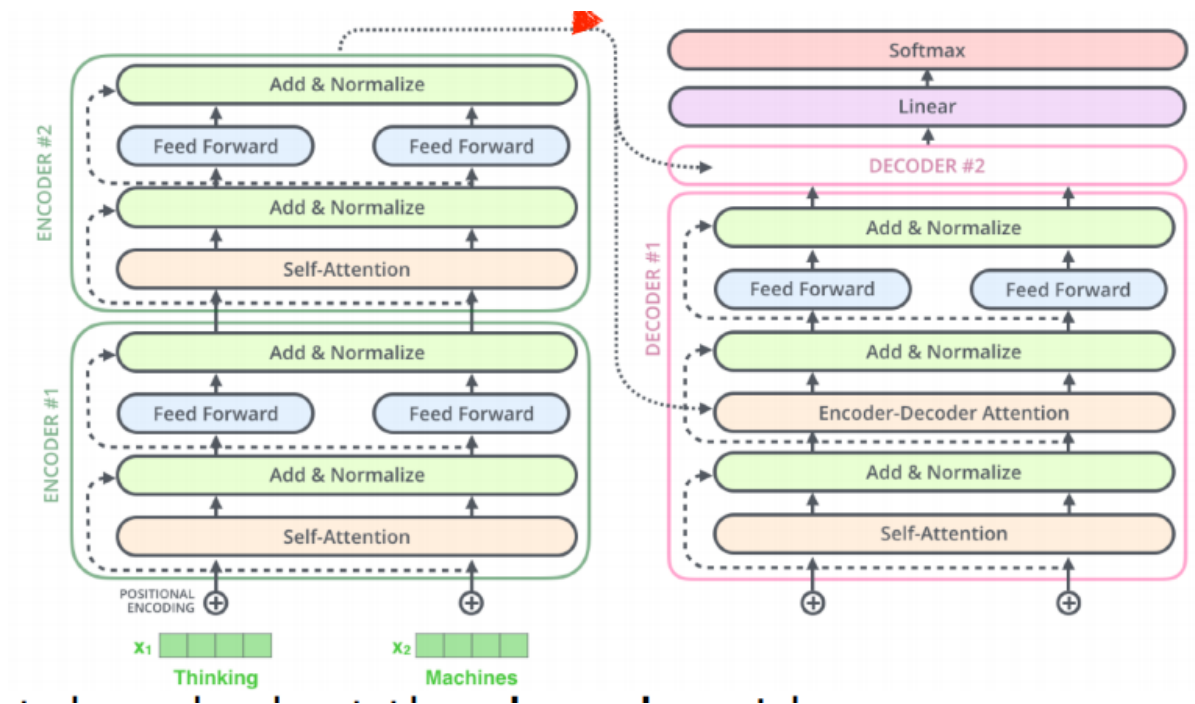 ENCODER #2
Add & Normalize
Feed Forward Feed Forward
Add & Normalize
Self-Attention
ENCODER #1
Add & Normalize
Feed Forward Feed Forward
Add & Normalize
Self-Attention
POSITIONAL
ENCODING
x1 x2
Thinking Machines
Softmax
Linear
DECODER #2
DECODER #1
Add & Normalize
Feed Forward Feed Forward
Add & Normalize
Encoder-Decoder Attention
Add & Normalize
Self-Attention